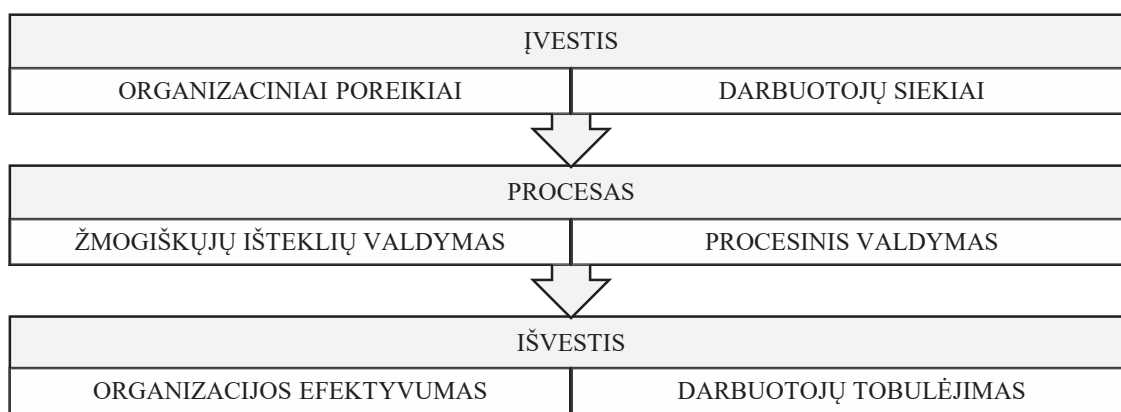 ĮVESTIS
ORGANIZACINIAI POREIKIAI DARBUOTOJŲ SIEKIAI
PROCESAS
ŽMOGIŠKŲJŲ IŠTEKLIŲ VALDYMAS PROCESINIS VALDYMAS
IŠVESTIS
ORGANIZACIJOS EFEKTYVUMAS DARBUOTOJŲ TOBULĖJIMAS